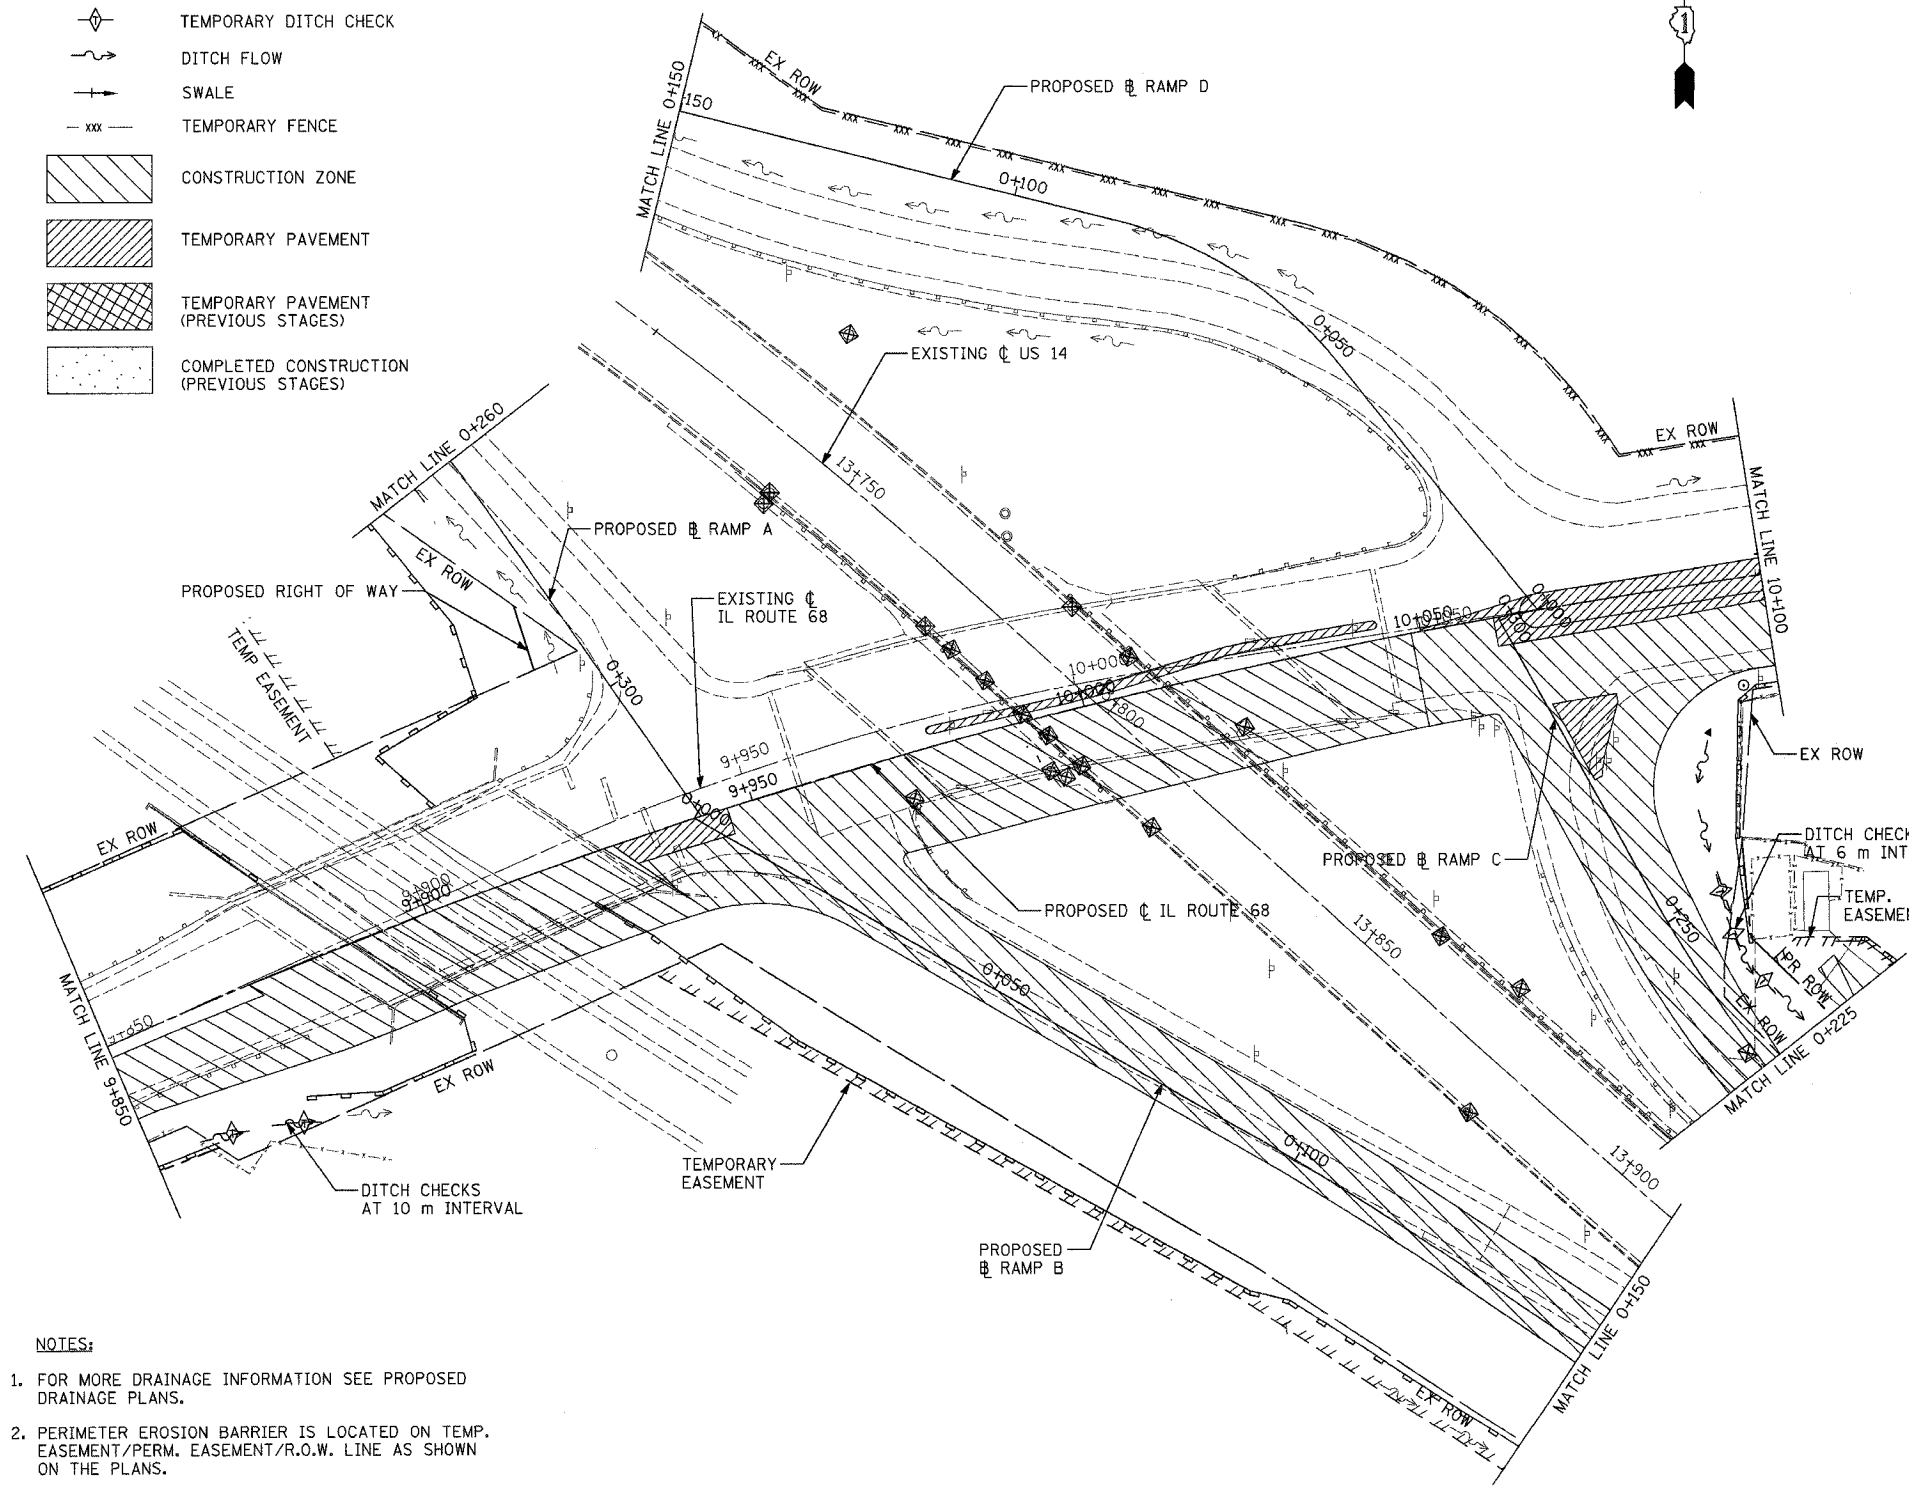 TEMPORARY DITCH CHECK
DITCH FLOW
SWALE
XXX
TEMPORARY FENCE
CONSTRUCTION ZONE
TEMPORARY PAVEMENT
TEMPORARY PAVEMENT
(PREVIOUS STAGES)
COMPLETED CONSTRUCTION
(PREVIOUS STAGES)
1
MATCH LINE 0+150
150
EX ROW
PROPOSED ℄ RAMP D
0+100
0+050
EXISTING ℄ US 14
13+750
EX ROW
MATCH LINE 10+100
MATCH LINE 0+260
EX ROW
PROPOSED ℄ RAMP A
PROPOSED RIGHT OF WAY
EXISTING ℄
IL ROUTE 68
TEMP EASEMENT
0+300
10+050
10+000
10+000
13+800
9+950
9+950
0+000
EX ROW
9+900
9+900
EX ROW
DITCH CHECK
AT 6 m INT
TEMP.
EASEME
PROPOSED ℄ RAMP C
PROPOSED ℄ IL ROUTE 68
13+850
0+250
PR ROW
EX ROW
MATCH LINE 0+225
0+050
MATCH LINE 9+850
EX ROW
DITCH CHECKS
AT 10 m INTERVAL
TEMPORARY
EASEMENT
0+100
13+900
PROPOSED
℄ RAMP B
MATCH LINE 0+150
EX ROW
NOTES:
1. FOR MORE DRAINAGE INFORMATION SEE PROPOSED
DRAINAGE PLANS.
2. PERIMETER EROSION BARRIER IS LOCATED ON TEMP.
EASEMENT/PERM. EASEMENT/R.O.W. LINE AS SHOWN
ON THE PLANS.